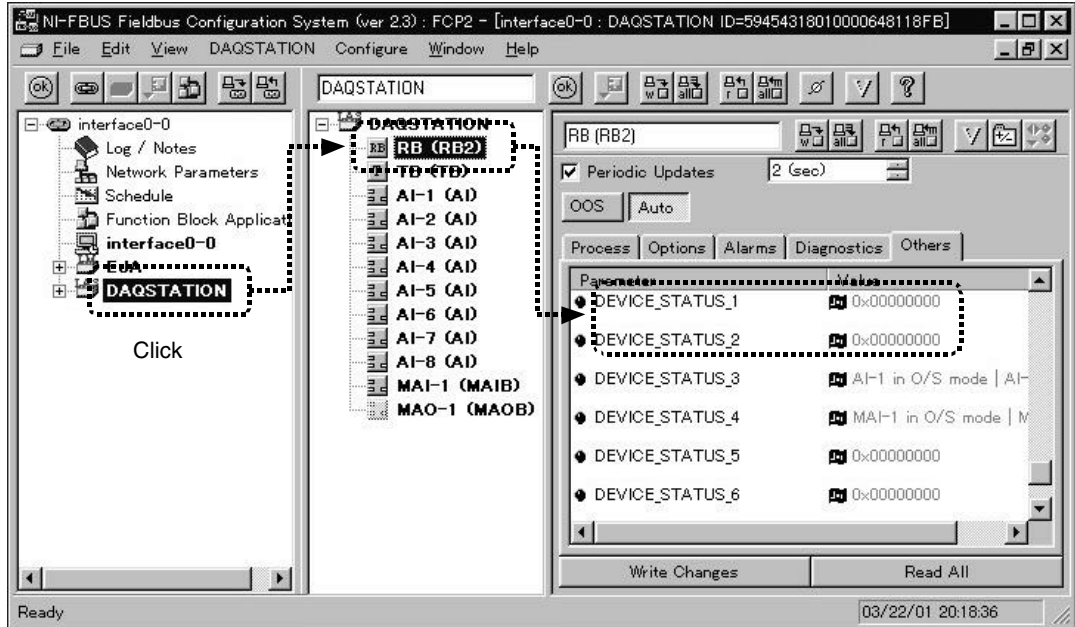 NI-FBUS Fieldbus Configuration System (ver 2.3) : FCP2 - [interface0-0 : DAQSTATION ID=59454318010000648118FB]
File Edit View DAQSTATION Configure Window Help
DAQSTATION
interface0-0
Log / Notes
Network Parameters
Schedule
Function Block Applicati
interface0-0
EJA
DAQSTATION
Click
DAQSTATION
RB (RB2)
TB (TB)
AI-1 (AI)
AI-2 (AI)
AI-3 (AI)
AI-4 (AI)
AI-5 (AI)
AI-6 (AI)
AI-7 (AI)
AI-8 (AI)
MAI-1 (MAIB)
MAO-1 (MAOB)
RB (RB2)
Periodic Updates 2 (sec)
OOS Auto
Process Options Alarms Diagnostics Others
Parameter Value
DEVICE_STATUS_1 0x00000000
DEVICE_STATUS_2 0x00000000
DEVICE_STATUS_3 AI-1 in O/S mode | AI-
DEVICE_STATUS_4 MAI-1 in O/S mode | M
DEVICE_STATUS_5 0x00000000
DEVICE_STATUS_6 0x00000000
Write Changes Read All
Ready 03/22/01 20:18:36